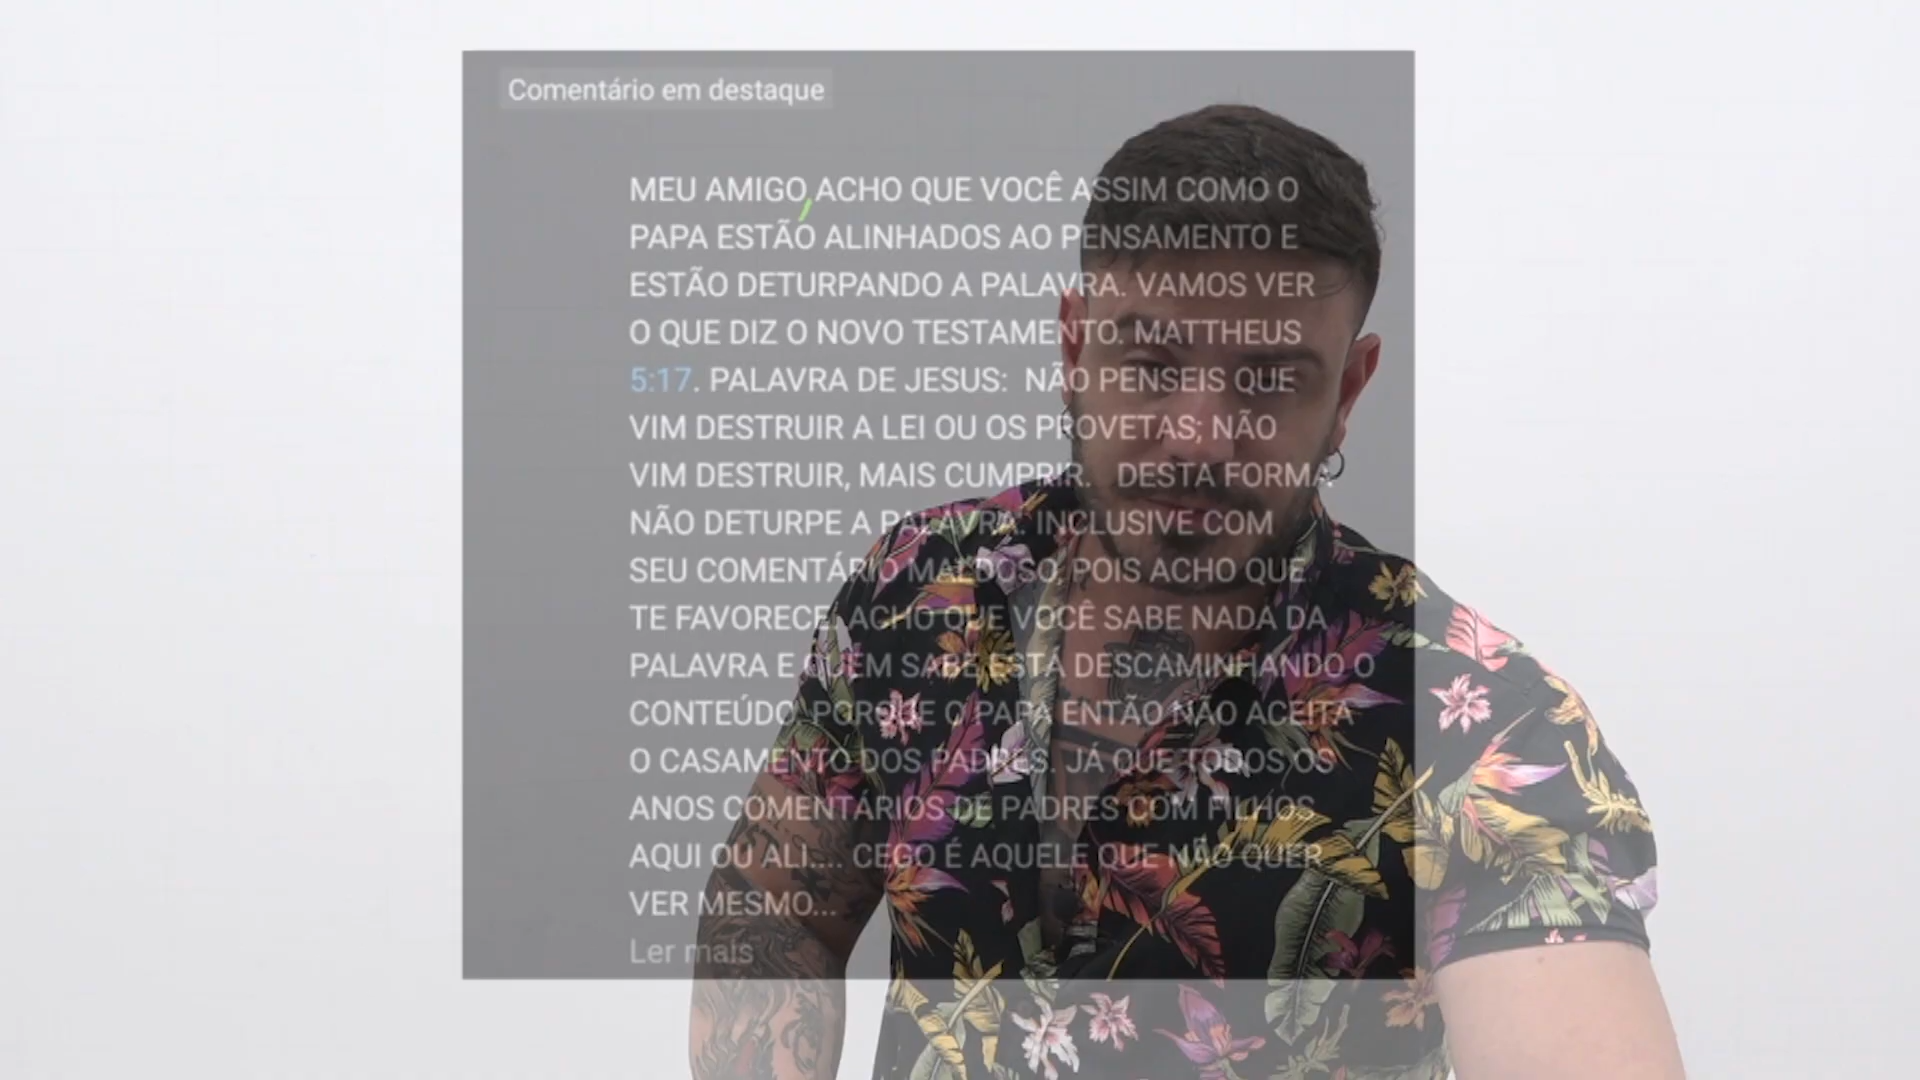 Comentário em destaque
MEU AMIGO ACHO QUE VOCÊ ASSIM COMO O
PAPA ESTÃO ALINHADOS AO PENSAMENTO E
ESTÃO DETURPANDO A PALAVRA. VAMOS VER
O QUE DIZ O NOVO TESTAMENTO. MATTHEUS
5:17. PALAVRA DE JESUS: NÃO PENSEIS QUE
VIM DESTRUIR A LEI OU OS PROVETAS; NÃO
VIM DESTRUIR, MAIS CUMPRIR. DESTA FORMA
NÃO DETURPE A PALAVRA. INCLUSIVE COM
SEU COMENTÁRIO MALDOSO, POIS ACHO QUE
TE FAVORECE. ACHO QUE VOCÊ SABE NADA DA
PALAVRA E QUEM SABE ESTÁ DESCAMINHANDO O
CONTEÚDO. PORQUE O PAPA ENTÃO NÃO ACEITA
O CASAMENTO DOS PADRES. JÁ QUE TODOS OS
ANOS COMENTÁRIOS DE PADRES COM FILHOS
AQUI OU ALI.... CEGO É AQUELE QUE NÃO QUER
VER MESMO...
Ler mais